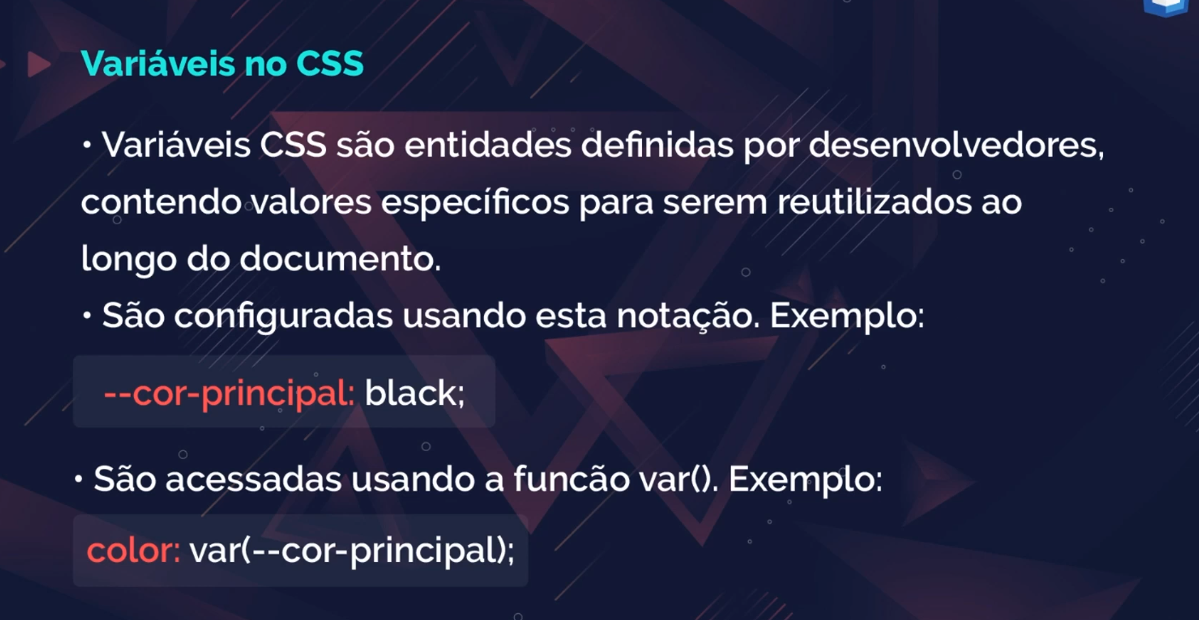 Variáveis no CSS
• Variáveis CSS são entidades definidas por desenvolvedores,
contendo valores específicos para serem reutilizados ao
longo do documento.
• São configuradas usando esta notação. Exemplo:
--cor-principal: black;
• São acessadas usando a funcão var(). Exemplo:
color: var(--cor-principal);